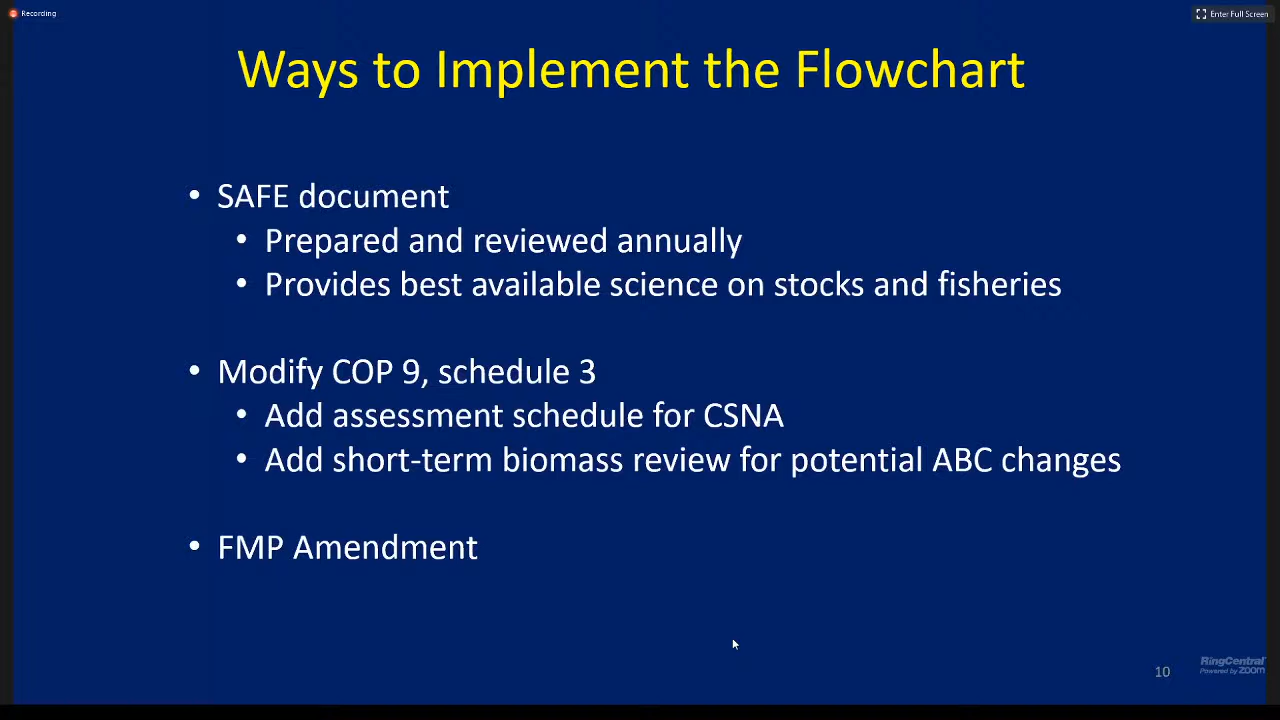 Recording
Enter Full Screen
Ways to Implement the Flowchart
• SAFE document
• Prepared and reviewed annually
• Provides best available science on stocks and fisheries
• Modify COP 9, schedule 3
• Add assessment schedule for CSNA
• Add short-term biomass review for potential ABC changes
• FMP Amendment
10
RingCentral
Powered by ZOOM